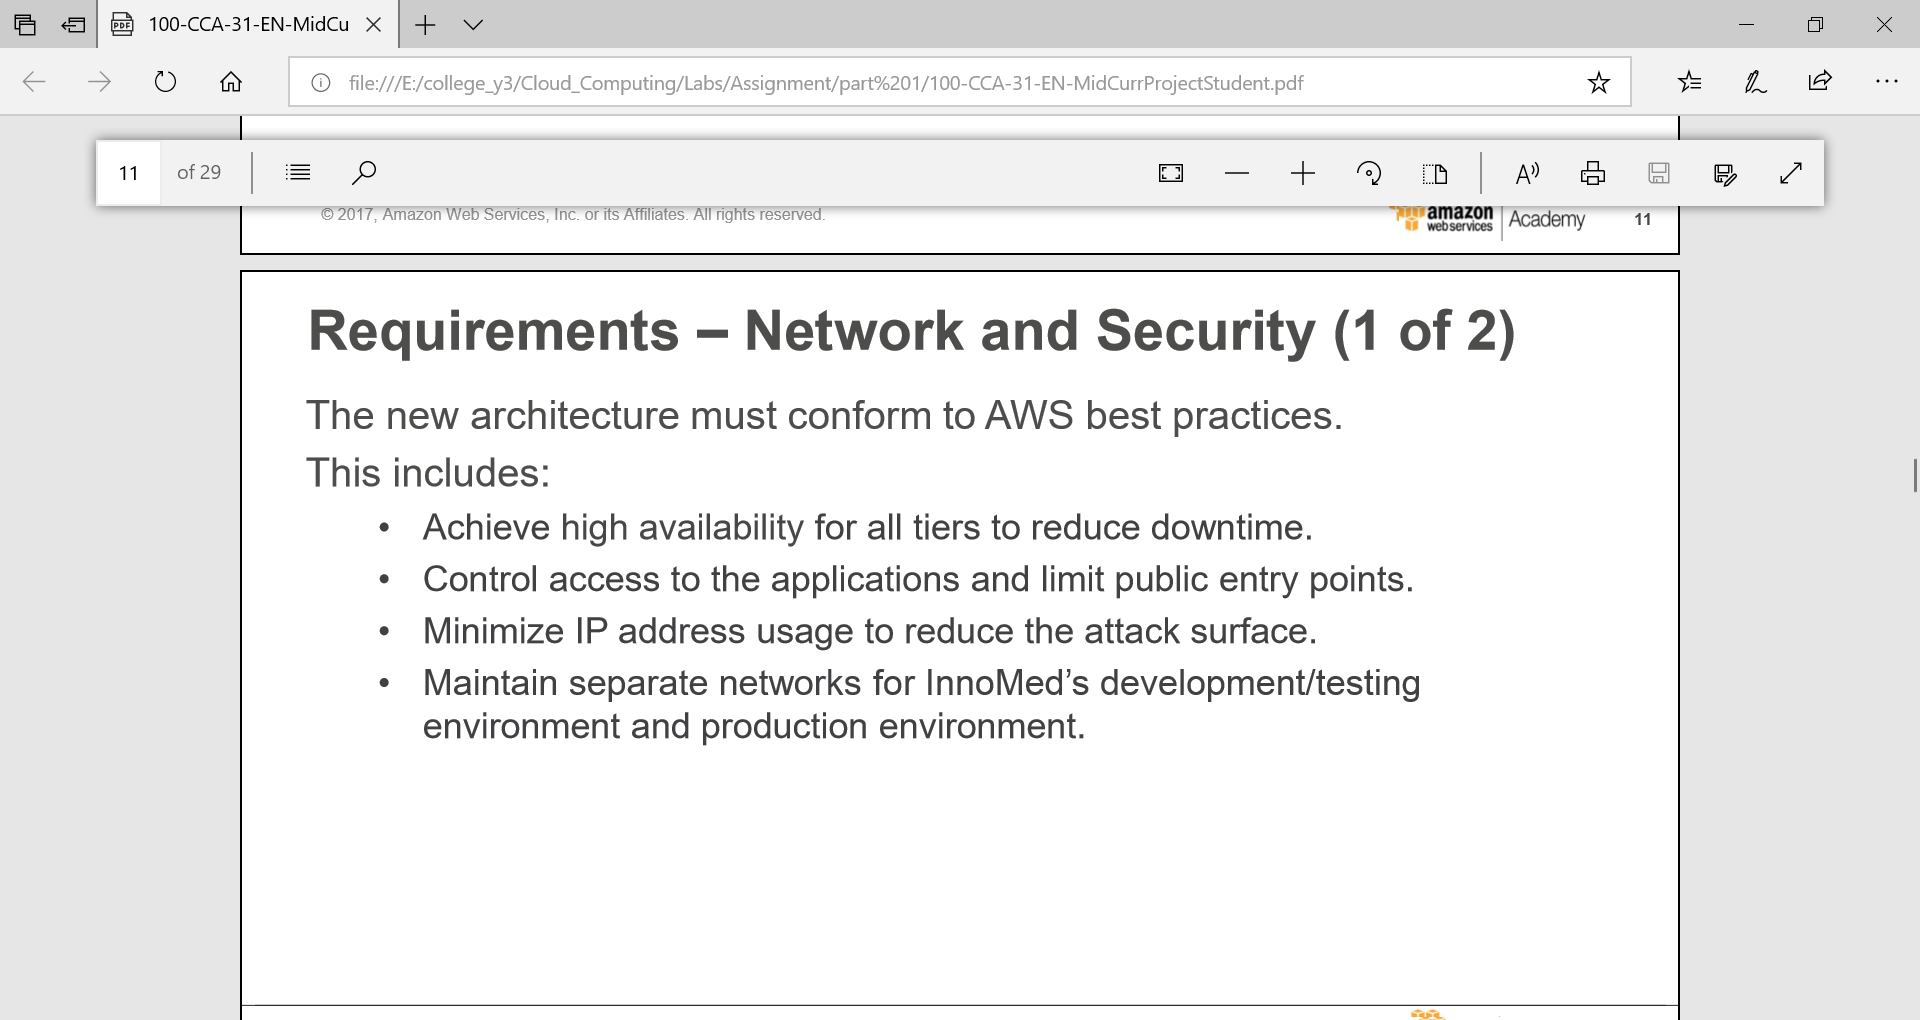 100-CCA-31-EN-MidCu
file:///E:/college_y3/Cloud_Computing/Labs/Assignment/part%201/100-CCA-31-EN-MidCurrProjectStudent.pdf
11 of 29
© 2017, Amazon Web Services, Inc. or its Affiliates. All rights reserved.
amazon
webservices
Academy
11
Requirements – Network and Security (1 of 2)
The new architecture must conform to AWS best practices.
This includes:
• Achieve high availability for all tiers to reduce downtime.
• Control access to the applications and limit public entry points.
• Minimize IP address usage to reduce the attack surface.
• Maintain separate networks for InnoMed’s development/testing
environment and production environment.